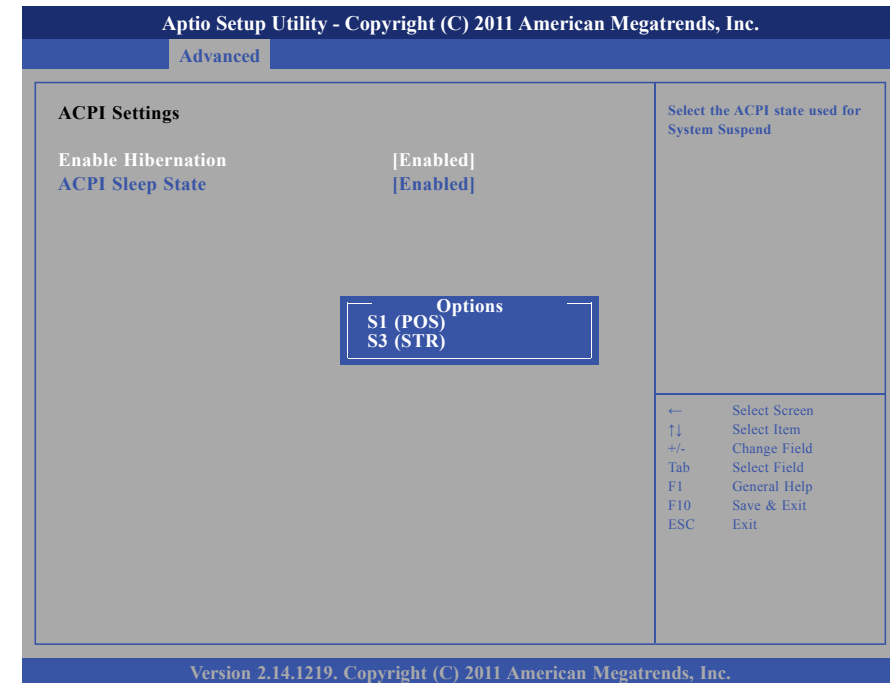 Aptio Setup Utility - Copyright (C) 2011 American Megatrends, Inc.
Advanced
ACPI Settings
Enable Hibernation [Enabled]
ACPI Sleep State [Enabled]
Select the ACPI state used for
System Suspend
Options
S1 (POS)
S3 (STR)
← Select Screen
↑↓ Select Item
+/- Change Field
Tab Select Field
F1 General Help
F10 Save & Exit
ESC Exit
Version 2.14.1219. Copyright (C) 2011 American Megatrends, Inc.